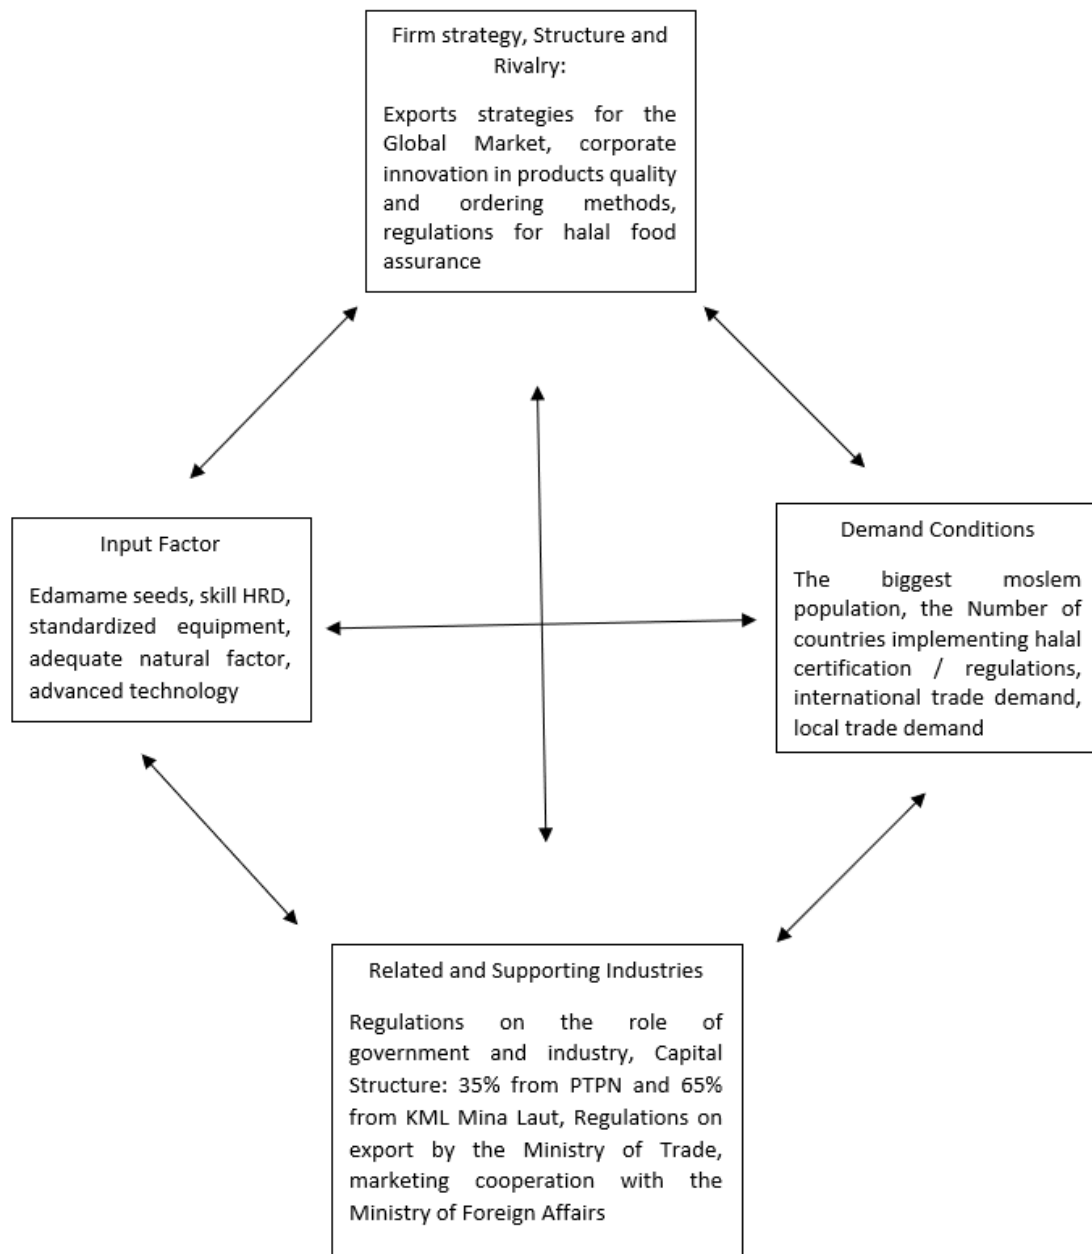 Firm strategy, Structure and
Rivalry:
Exports strategies for the
Global Market, corporate
innovation in products quality
and ordering methods,
regulations for halal food
assurance
Input Factor
Edamame seeds, skill HRD,
standardized equipment,
adequate natural factor,
advanced technology
Demand Conditions
The biggest moslem
population, the Number of
countries implementing halal
certification / regulations,
international trade demand,
local trade demand
Related and Supporting Industries
Regulations on the role of
government and industry, Capital
Structure: 35% from PTPN and 65%
from KML Mina Laut, Regulations on
export by the Ministry of Trade,
marketing cooperation with the
Ministry of Foreign Affairs